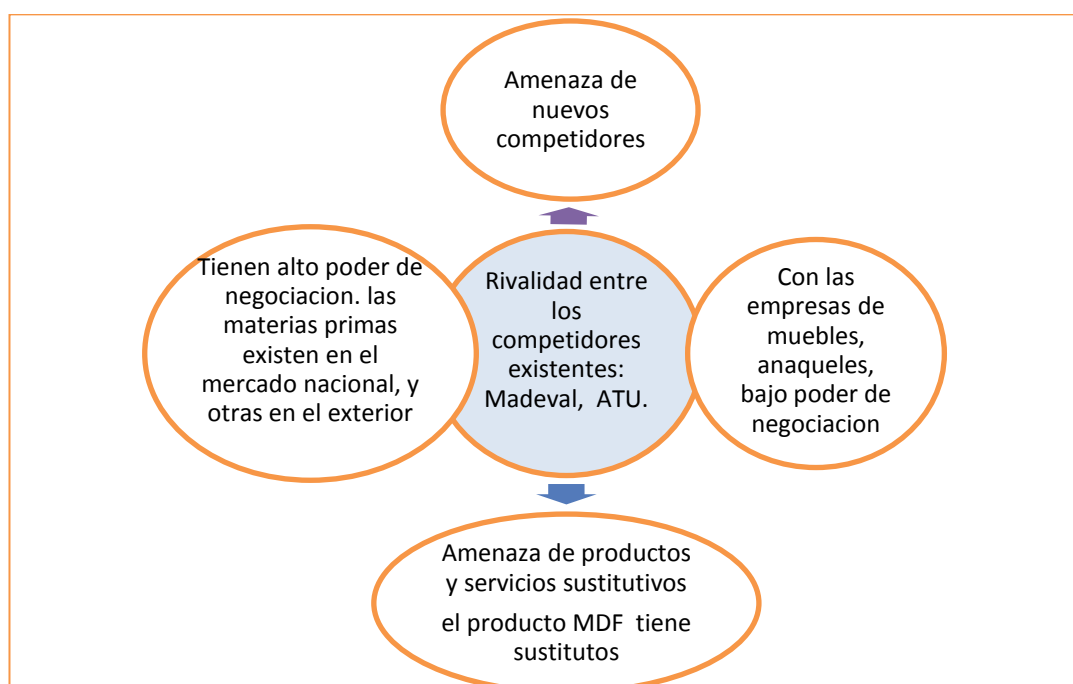 Amenaza de
nuevos
competidores
Tienen alto poder de
negociacion. las
materias primas
existen en el
mercado nacional, y
otras en el exterior
Rivalidad entre
los
competidores
existentes:
Madeval, ATU.
Con las
empresas de
muebles,
anaqueles,
bajo poder de
negociacion
Amenaza de productos
y servicios sustitutivos
el producto MDF tiene
sustitutos